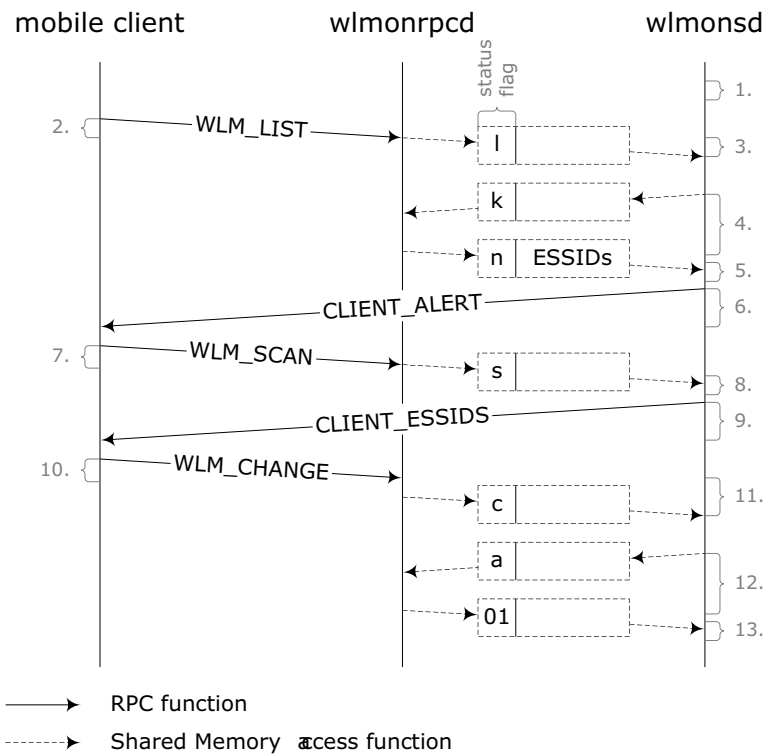 mobile client wlmonrpcd wlmonsd
status
flag
1.
2. WLM_LIST l 3.
k 4.
n ESSIDs 5.
CLIENT_ALERT 6.
7. WLM_SCAN s 8.
CLIENT_ESSIDS 9.
10. WLM_CHANGE c 11.
a 12.
01 13.
RPC function
Shared Memory access function